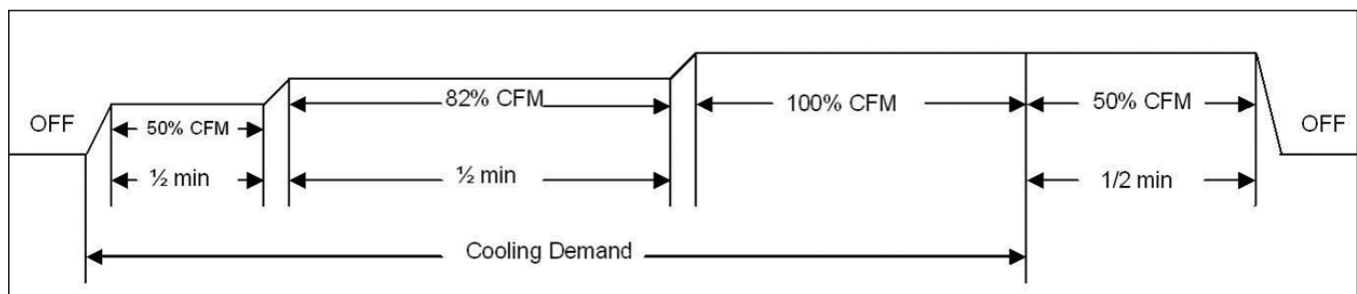 82% CFM
100% CFM
50% CFM
OFF
50% CFM
OFF
½ min
½ min
1/2 min
Cooling Demand